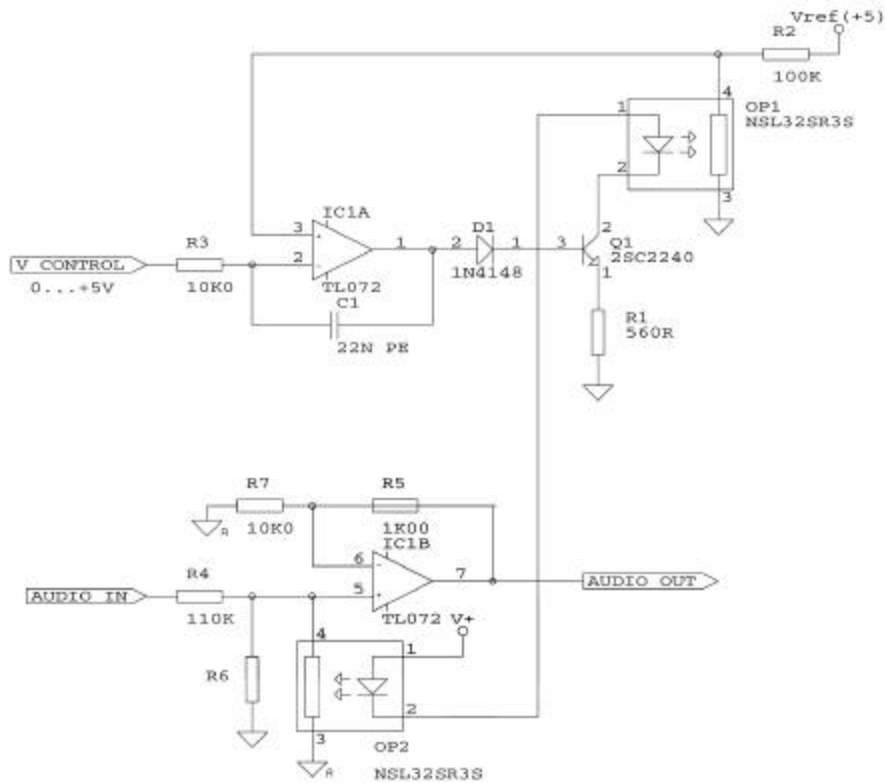 Vref(+5)
R2
100K
4
1
OP1
NSL32SR3S
2
3
IC1A
3
1
2
TL072
D1
2
1
1N4148
3
2
Q1
2SC2240
1
R3
V CONTROL
10K0
0...+5V
C1
22N PE
R1
560R
R7
R5
10K0
1K00
A
IC1B
6
7
5
AUDIO OUT
R4
AUDIO IN
110K
TL072
V+
4
1
R6
2
3
A
OP2
NSL32SR3S